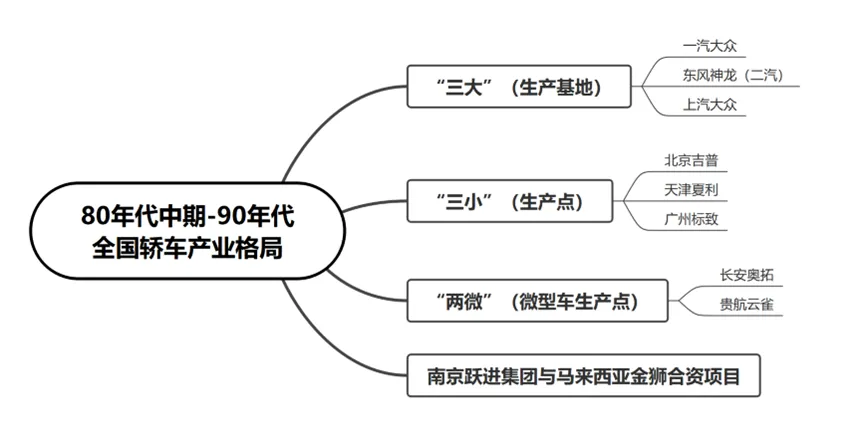 80年代中期-90年代
全国轿车产业格局
“三大”（生产基地）
一汽大众
东风神龙（二汽）
上汽大众
“三小”（生产点）
北京吉普
天津夏利
广州标致
“两微”（微型车生产点）
长安奥拓
贵航云雀
南京跃进集团与马来西亚金狮合资项目